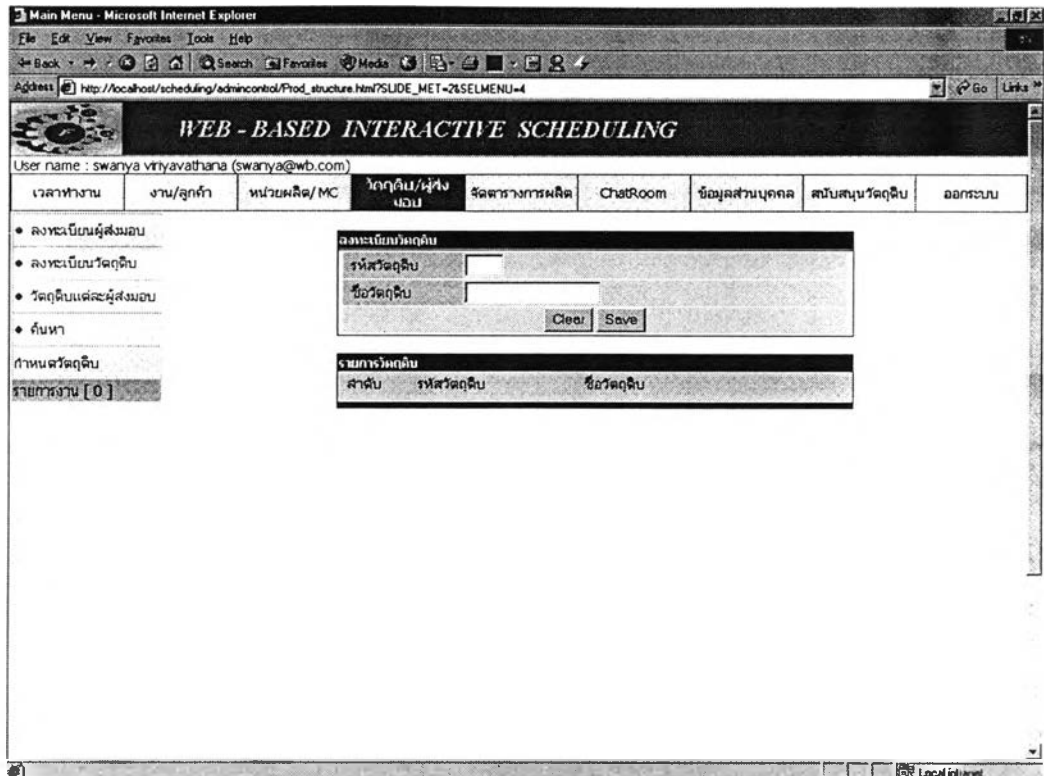 Main Menu - Microsoft Internet Explorer
File Edit View Favorites Tools Help
Back Search Favorites Media
Address http://localhost/scheduling/admincontrol/Prod_structure.html?SLIDE_MET=2&SELMENU=4 Go Links »
WEB - BASED INTERACTIVE SCHEDULING
User name : swanya viriyavathana (swanya@wb.com)
เวลาทำงาน งาน/ลูกค้า หน่วยผลิต/MC วัตถุดิบ/ผู้ส่งมอบ จัดตารางการผลิต ChatRoom ข้อมูลส่วนบุคคล สนับสนุนวัตถุดิบ ออกระบบ
• ลงทะเบียนผู้ส่งมอบ
• ลงทะเบียนวัตถุดิบ
• วัตถุดิบแต่ละผู้ส่งมอบ
• ค้นหา
กำหนดวัตถุดิบ
รายการงาน [ 0 ]
ลงทะเบียนวัตถุดิบ
รหัสวัตถุดิบ
ชื่อวัตถุดิบ
Clear Save
รายการวัตถุดิบ
ลำดับ รหัสวัตถุดิบ ชื่อวัตถุดิบ
Local intranet